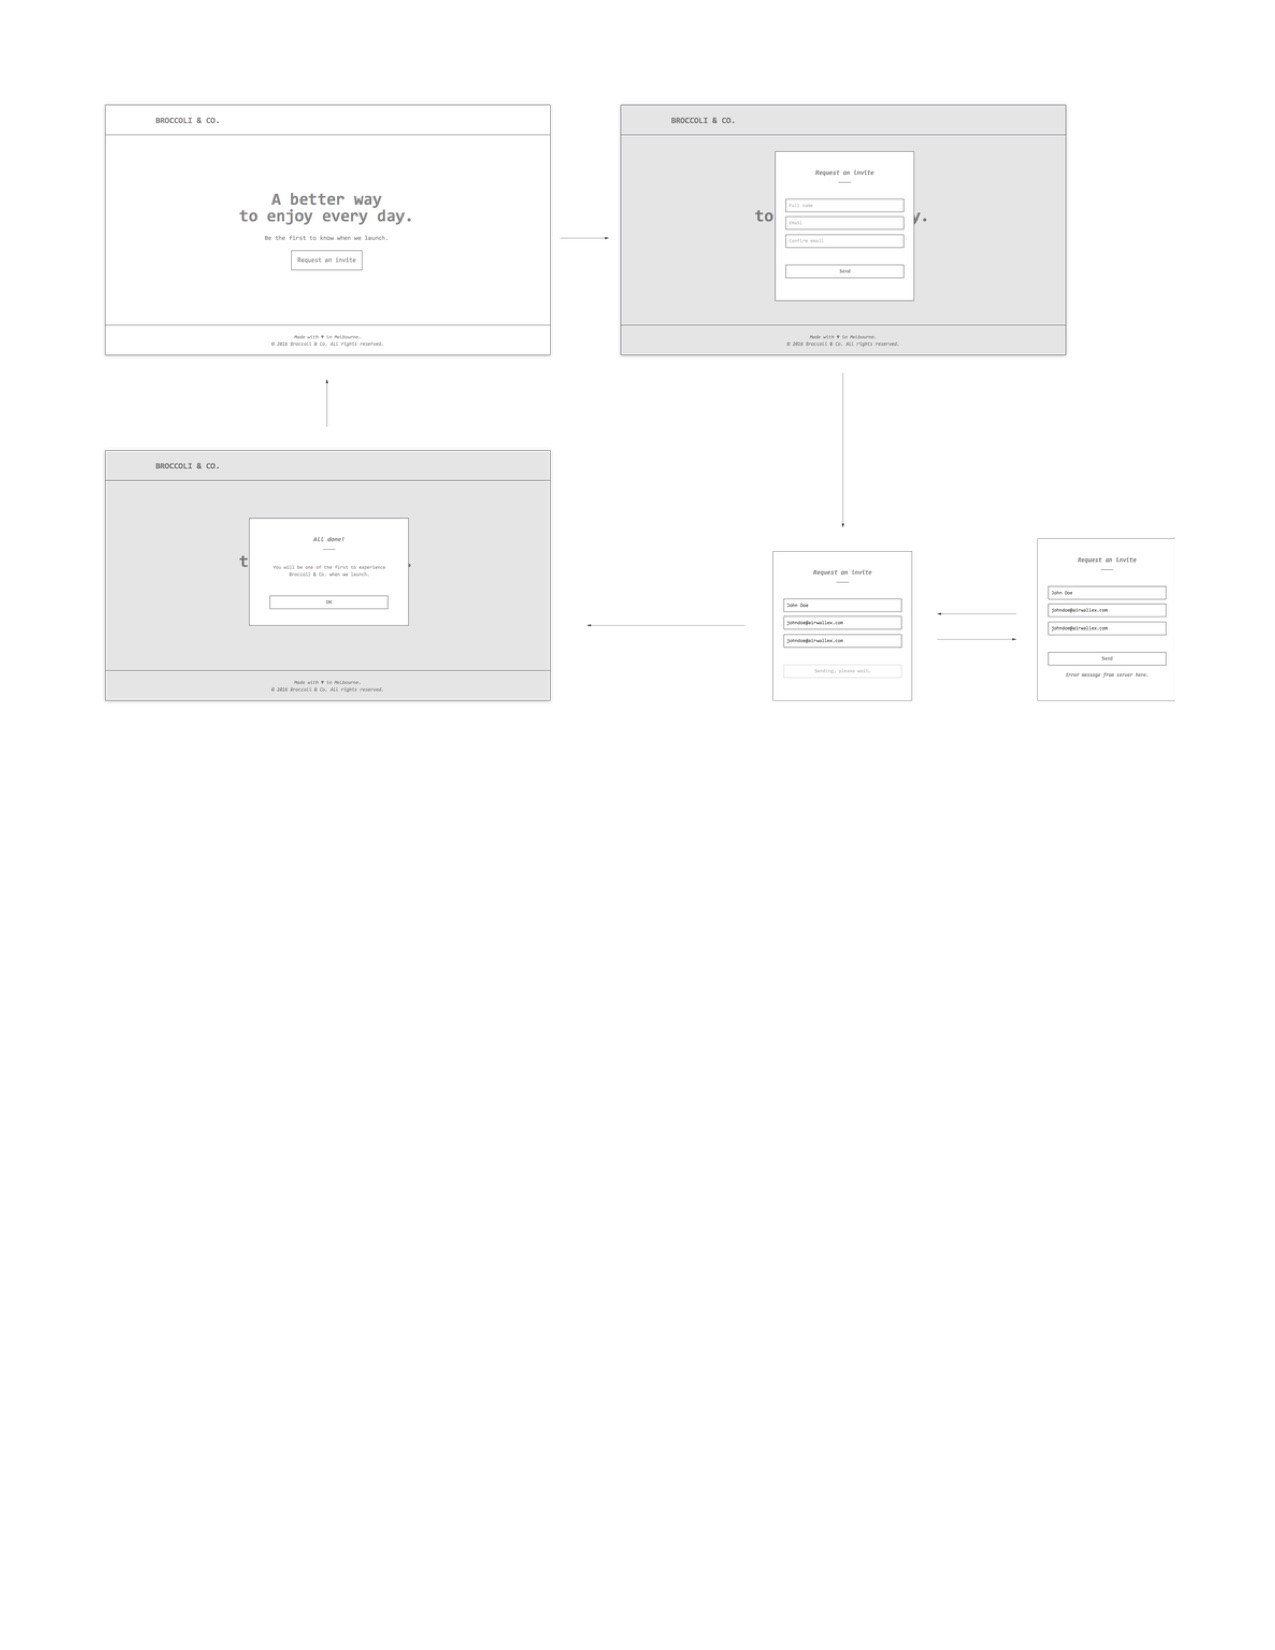 BROCCOLI & CO.
A better way
to enjoy every day.
Be the first to know when we launch.
Request an invite
Made with ♥ in Melbourne.
© 2016 Broccoli & Co. All rights reserved.
BROCCOLI & CO.
Request an invite
to
y.
Full name
Email
Confirm email
Send
Made with ♥ in Melbourne.
© 2016 Broccoli & Co. All rights reserved.
BROCCOLI & CO.
All done!
t
.
You will be one of the first to experience
Broccoli & Co. when we launch.
OK
Made with ♥ in Melbourne.
© 2016 Broccoli & Co. All rights reserved.
Request an invite
John Doe
johndoe@airwallex.com
johndoe@airwallex.com
Sending, please wait.
Request an invite
John Doe
johndoe@airwallex.com
johndoe@airwallex.com
Send
Error message from server here.